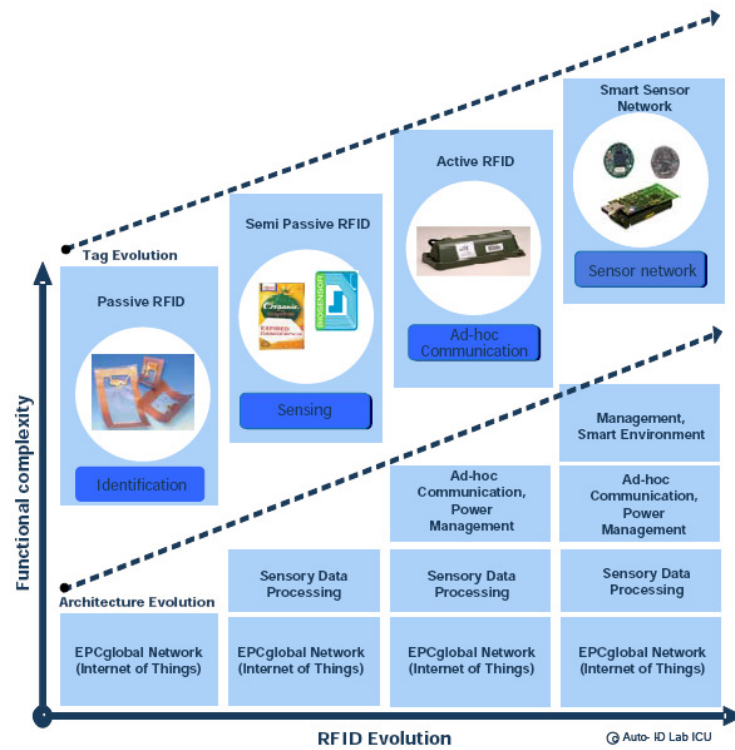 Smart Sensor
Network
Active RFID
Semi Passive RFID
Tag Evolution
Passive RFID
Organic
BIOSENSOR
Sensor network
Ad-hoc
Communication
Sensing
Identification
Functional complexity
Management,
Smart Environment
Ad-hoc
Communication,
Power
Management
Ad-hoc
Communication,
Power
Management
Architecture Evolution
Sensory Data
Processing
Sensory Data
Processing
Sensory Data
Processing
EPCglobal Network
(Internet of Things)
EPCglobal Network
(Internet of Things)
EPCglobal Network
(Internet of Things)
EPCglobal Network
(Internet of Things)
RFID Evolution
Auto- ID Lab ICU